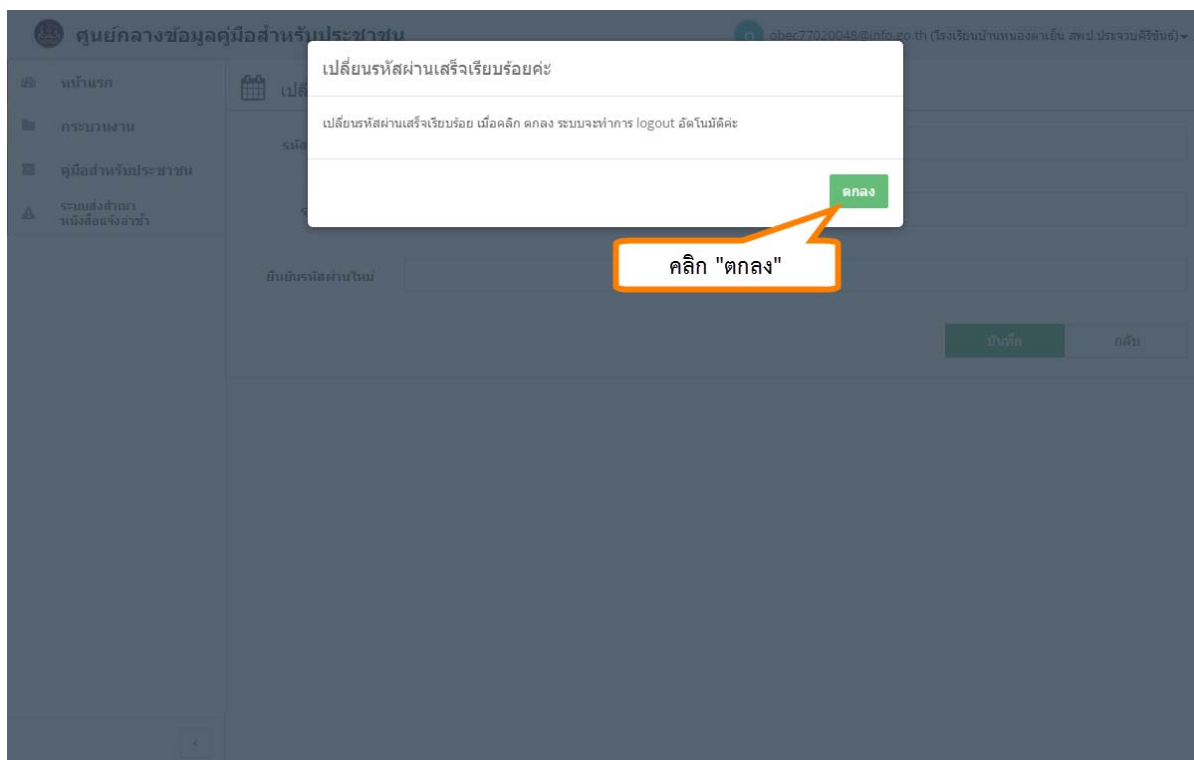 ศูนย์กลางข้อมูลคู่มือสำหรับประชาชน
obec77020048@info.go.th (โรงเรียนบ้านหนองตาเย็น สพป.ประจวบคีรีขันธ์)
หน้าแรก
กระบวนงาน
คู่มือสำหรับประชาชน
ระบบส่งสำเนา
หนังสือแจ้งล่าช้า
เปลี่ยนรหัสผ่านเสร็จเรียบร้อยค่ะ
เปลี่ยนรหัสผ่านเสร็จเรียบร้อย เมื่อคลิก ตกลง ระบบจะทำการ logout อัตโนมัติค่ะ
ตกลง
คลิก "ตกลง"
ยืนยันรหัสผ่านใหม่
บันทึก
กลับ